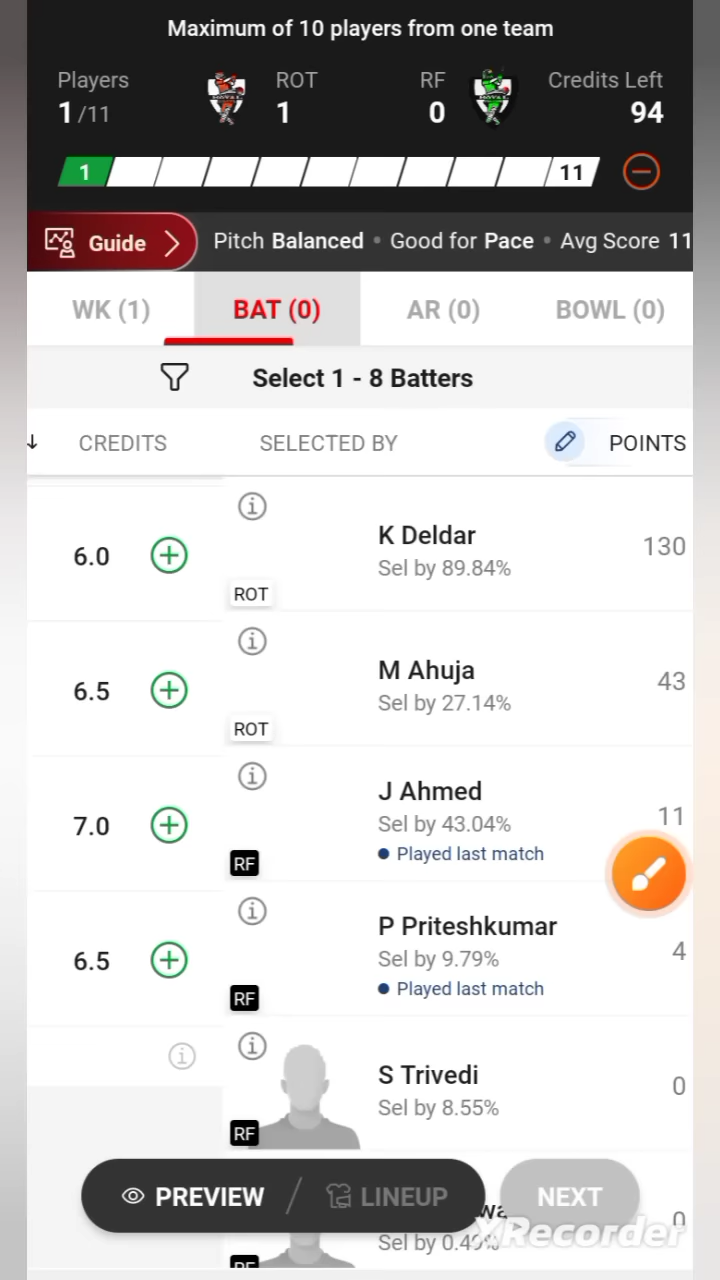 Maximum of 10 players from one team
Players ROT RF Credits Left
1 /11 1 0 94
1 11
Guide Pitch Balanced • Good for Pace • Avg Score 11
WK (1) BAT (0) AR (0) BOWL (0)
Select 1 - 8 Batters
↓ CREDITS SELECTED BY POINTS
K Deldar
6.0 130
Sel by 89.84%
ROT
M Ahuja
6.5 43
Sel by 27.14%
ROT
J Ahmed
7.0 11
Sel by 43.04%
• Played last match
RF
P Priteshkumar
6.5 4
Sel by 9.79%
• Played last match
RF
S Trivedi
0
Sel by 8.55%
RF
PREVIEW / LINEUP NEXT
0
XRecorder
Sel by 0.49%
RF